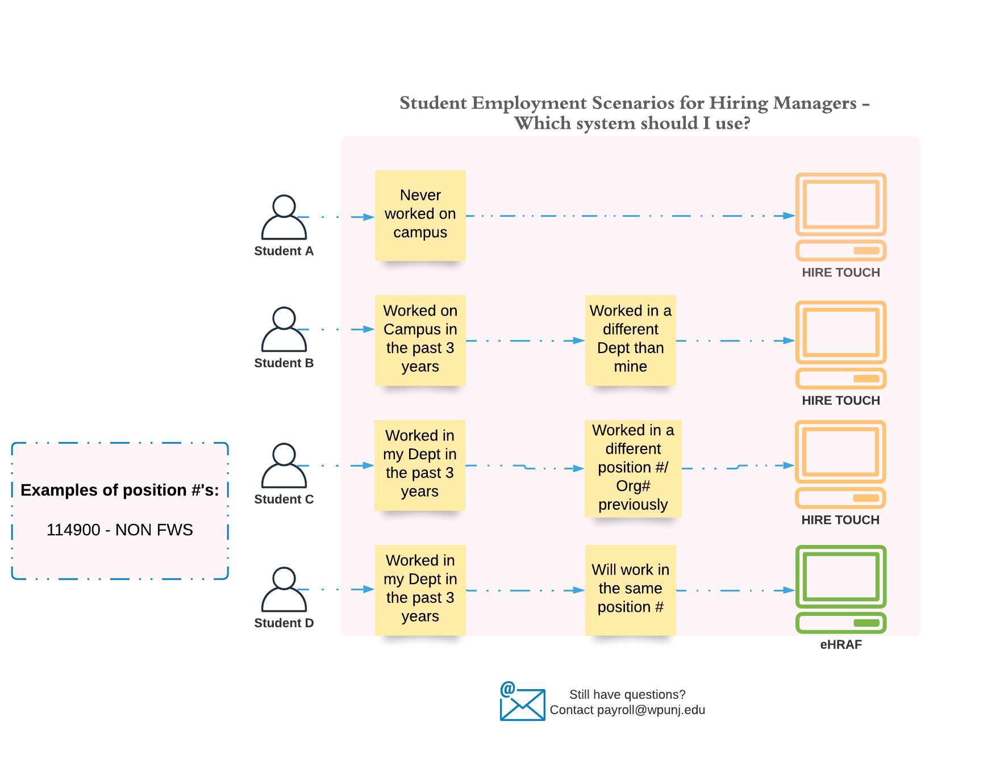 Student Employment Scenarios for Hiring Managers -
Which system should I use?
Student A
Never
worked on
campus
HIRE TOUCH
Student B
Worked on
Campus in
the past 3
years
Worked in a
different
Dept than
mine
HIRE TOUCH
Examples of position #'s:
114900 - NON FWS
Student C
Worked in
my Dept in
the past 3
years
Worked in a
different
position #/
Org#
previously
HIRE TOUCH
Student D
Worked in
my Dept in
the past 3
years
Will work in
the same
position #
eHRAF
@
Still have questions?
Contact payroll@wpunj.edu